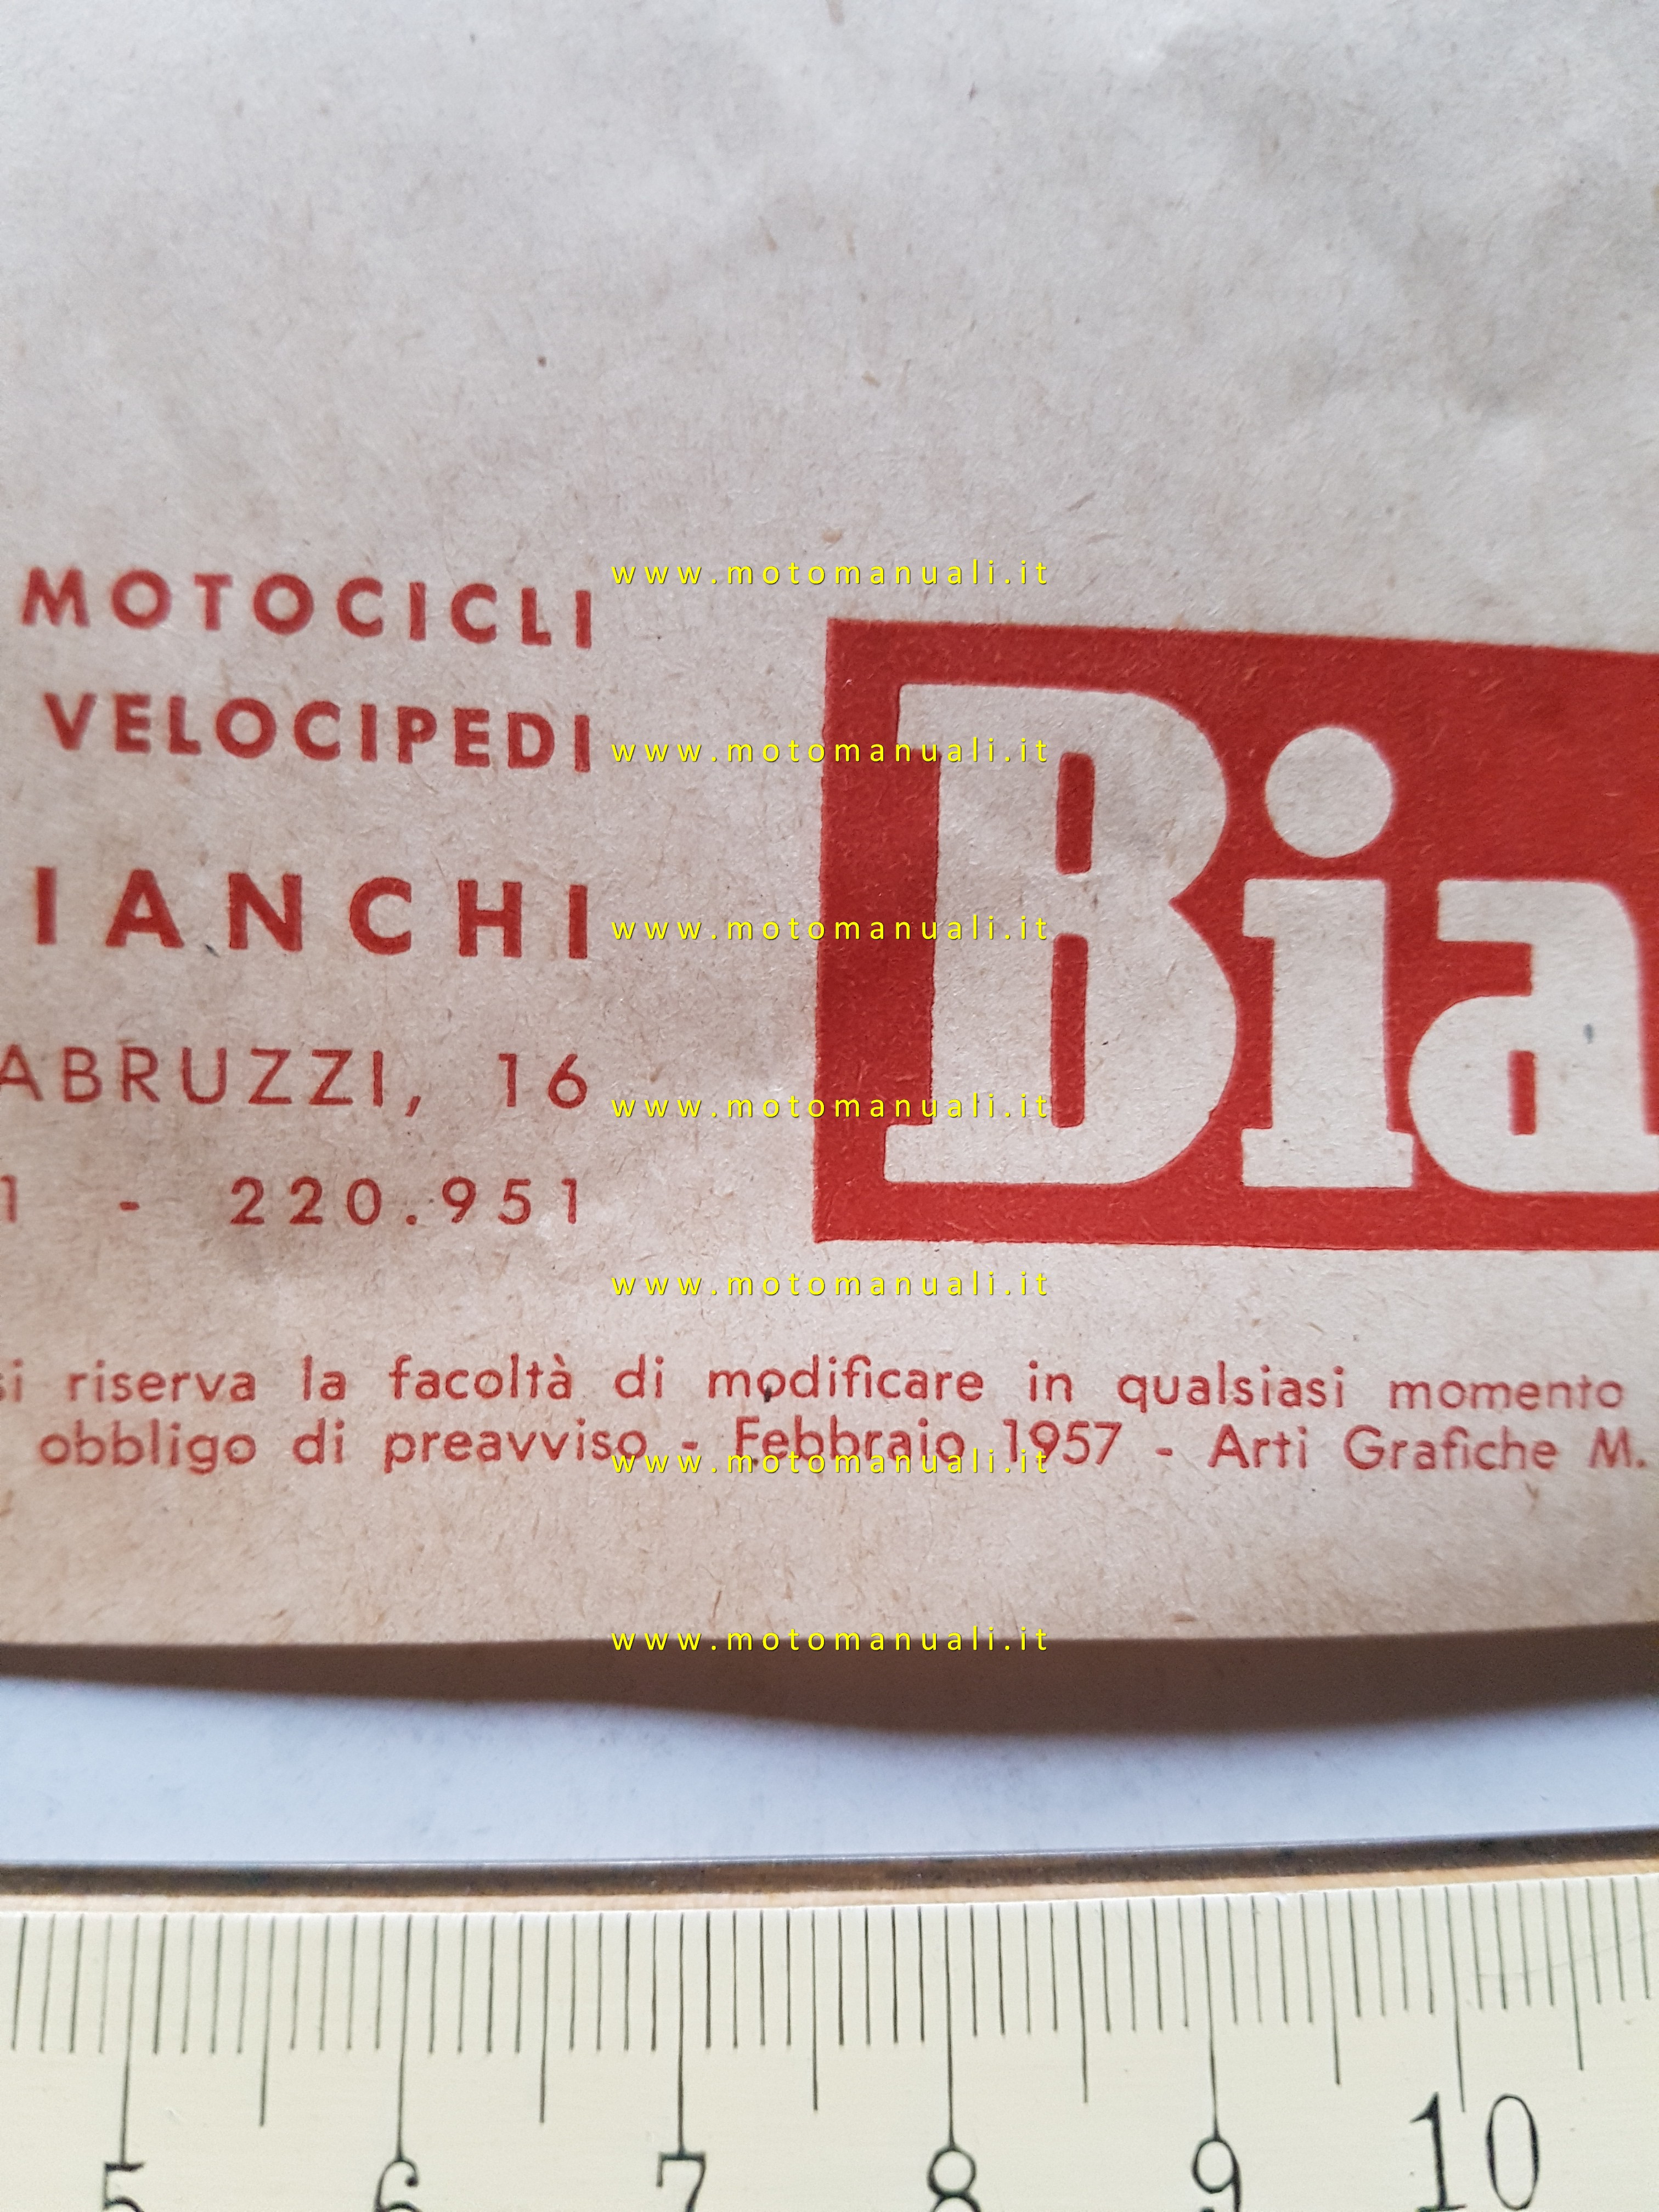 MOTOCICLI
VELOCIPEDI
IANCHI
ABRUZZI, 16
1 - 220.951
Bia
si riserva la facoltà di modificare in qualsiasi momento
obbligo di preavviso - Febbraio 1957 - Arti Grafiche M.
www.motomanuali.it
www.motomanuali.it
www.motomanuali.it
www.motomanuali.it
www.motomanuali.it
www.motomanuali.it
www.motomanuali.it
5 6 7 8 9 10